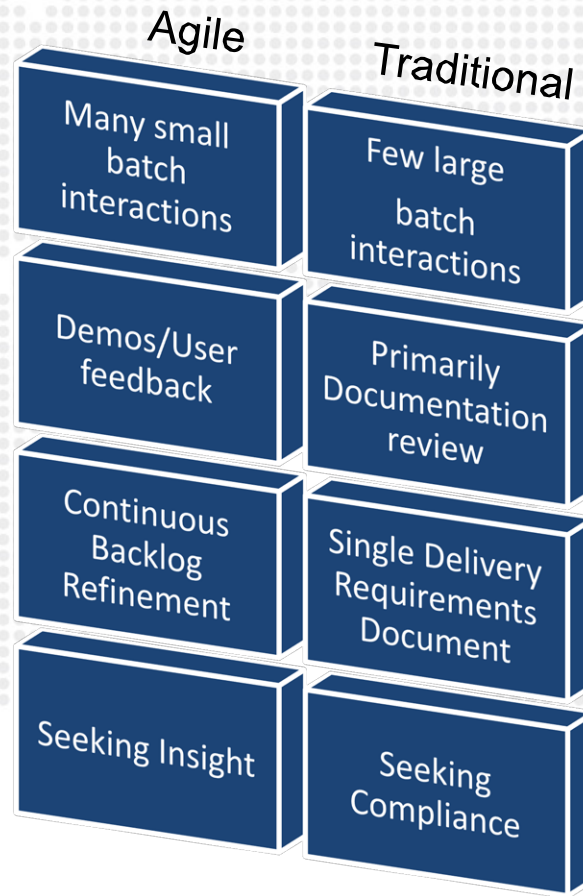 Agile
Traditional
Many small
batch
interactions
Few large
batch
interactions
Demos/User
feedback
Primarily
Documentation
review
Continuous
Backlog
Refinement
Single Delivery
Requirements
Document
Seeking Insight
Seeking
Compliance